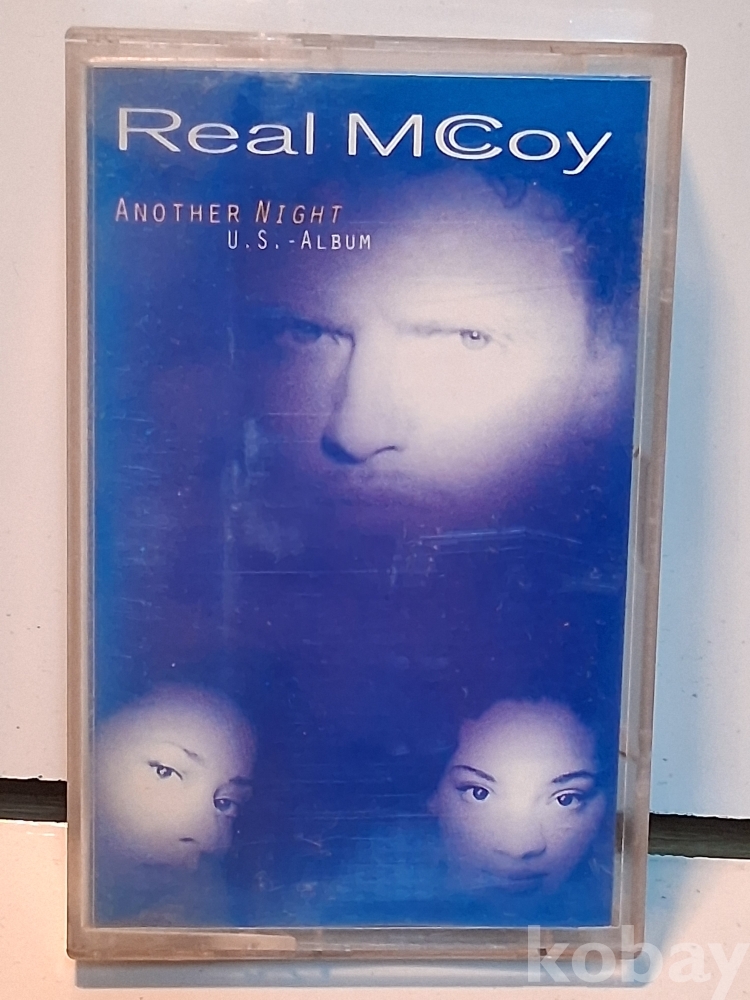 Real McCoy
ANOTHER NIGHT
U.S.-ALBUM
kobay